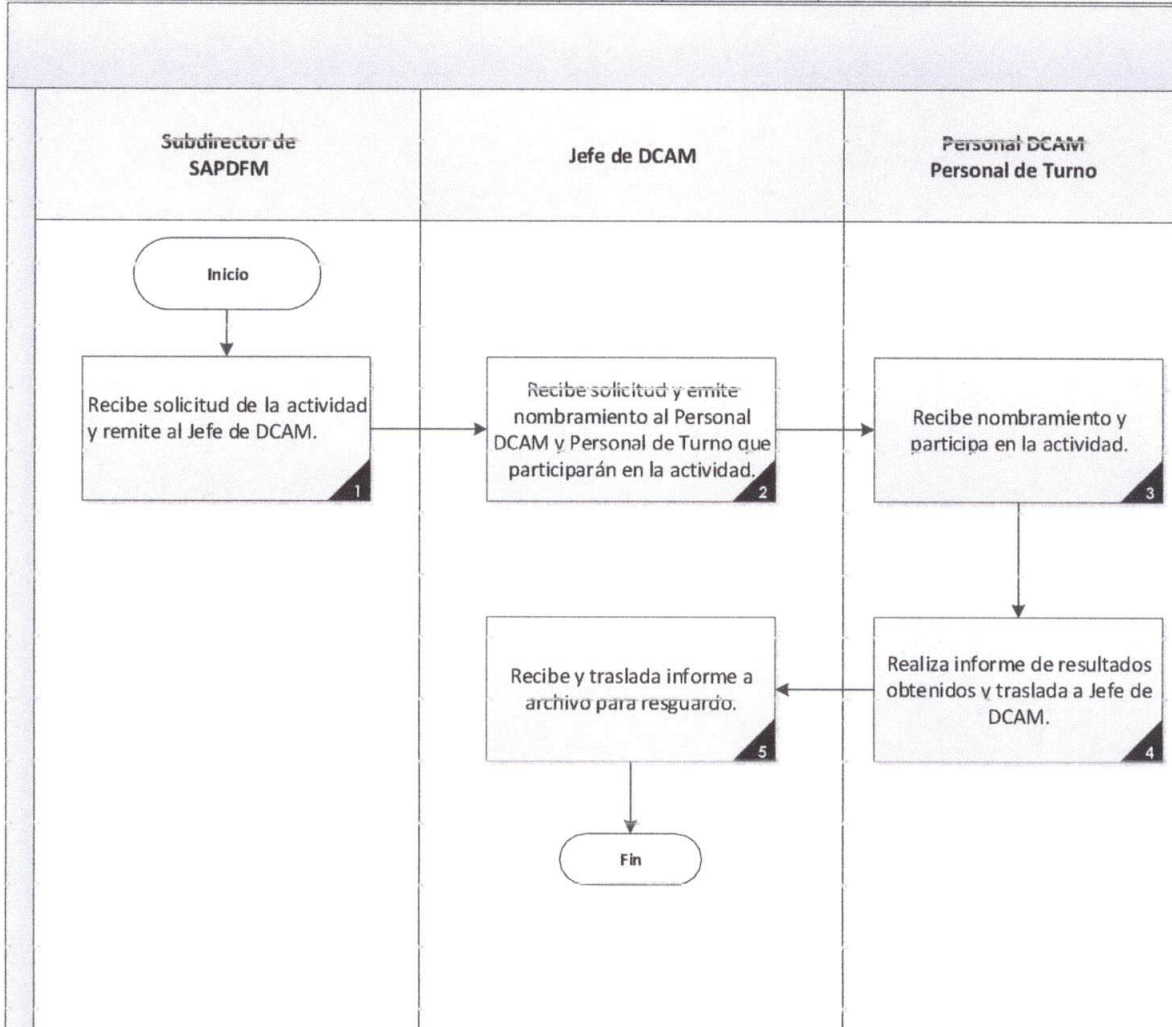 Subdirector de
SAPDFM
Jefe de DCAM
Personal DCAM
Personal de Turno
Inicio
Recibe solicitud de la actividad
y remite al Jefe de DCAM.
1
Recibe solicitud y emite
nombramiento al Personal
DCAM y Personal de Turno que
participarán en la actividad.
2
Recibe nombramiento y
participa en la actividad.
3
Realiza informe de resultados
obtenidos y traslada a Jefe de
DCAM.
4
Recibe y traslada informe a
archivo para resguardo.
5
Fin